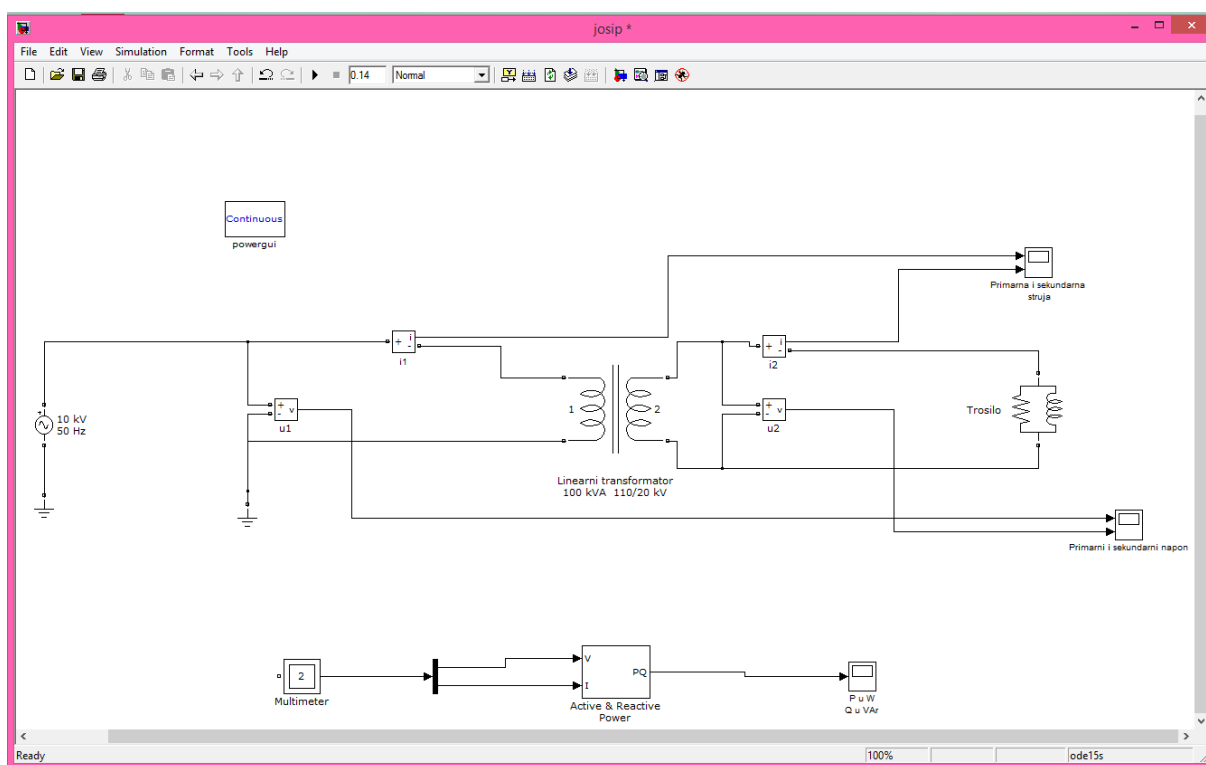 josip *
File Edit View Simulation Format Tools Help
0.14 Normal
Continuous
powergui
Primarna i sekundarna
struja
+ i -
i1
+ i -
i2
10 kV
50 Hz
+
+ - v
u1
1
2
+ - v
u2
Trosilo
Linearni transformator
100 kVA 110/20 kV
Primarni i sekundarni napon
2
Multimeter
V
I
PQ
Active & Reactive
Power
P u W
Q u VAr
Ready 100% ode15s